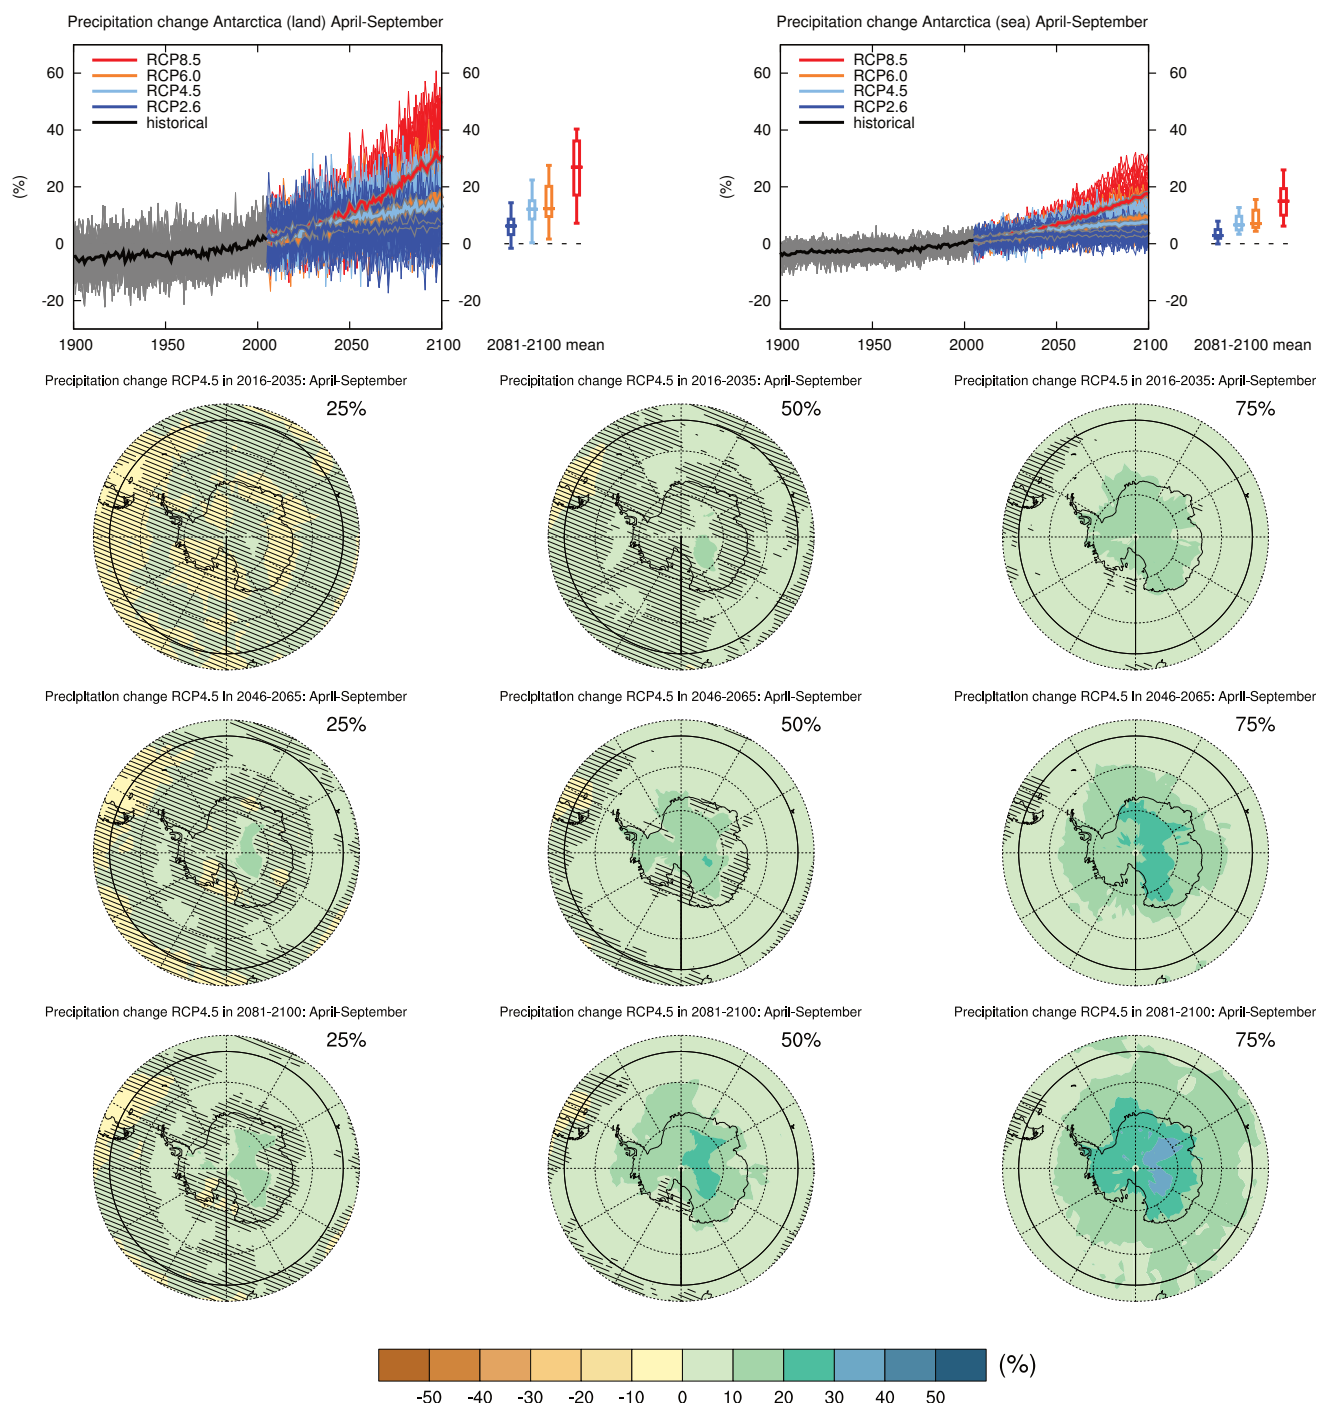 Precipitation change Antarctica (land) April-September
(%)
60
40
20
0
-20
60
40
20
0
-20
RCP8.5
RCP6.0
RCP4.5
RCP2.6
historical
1900
1950
2000
2050
2100
2081-2100 mean
Precipitation change Antarctica (sea) April-September
(%)
60
40
20
0
-20
60
40
20
0
-20
RCP8.5
RCP6.0
RCP4.5
RCP2.6
historical
1900
1950
2000
2050
2100
2081-2100 mean
Precipitation change RCP4.5 in 2016-2035: April-September
25%
Precipitation change RCP4.5 in 2016-2035: April-September
50%
Precipitation change RCP4.5 in 2016-2035: April-September
75%
Precipitation change RCP4.5 in 2046-2065: April-September
25%
Precipitation change RCP4.5 in 2046-2065: April-September
50%
Precipitation change RCP4.5 in 2046-2065: April-September
75%
Precipitation change RCP4.5 in 2081-2100: April-September
25%
Precipitation change RCP4.5 in 2081-2100: April-September
50%
Precipitation change RCP4.5 in 2081-2100: April-September
75%
(%)
-50 -40 -30 -20 -10 0 10 20 30 40 50